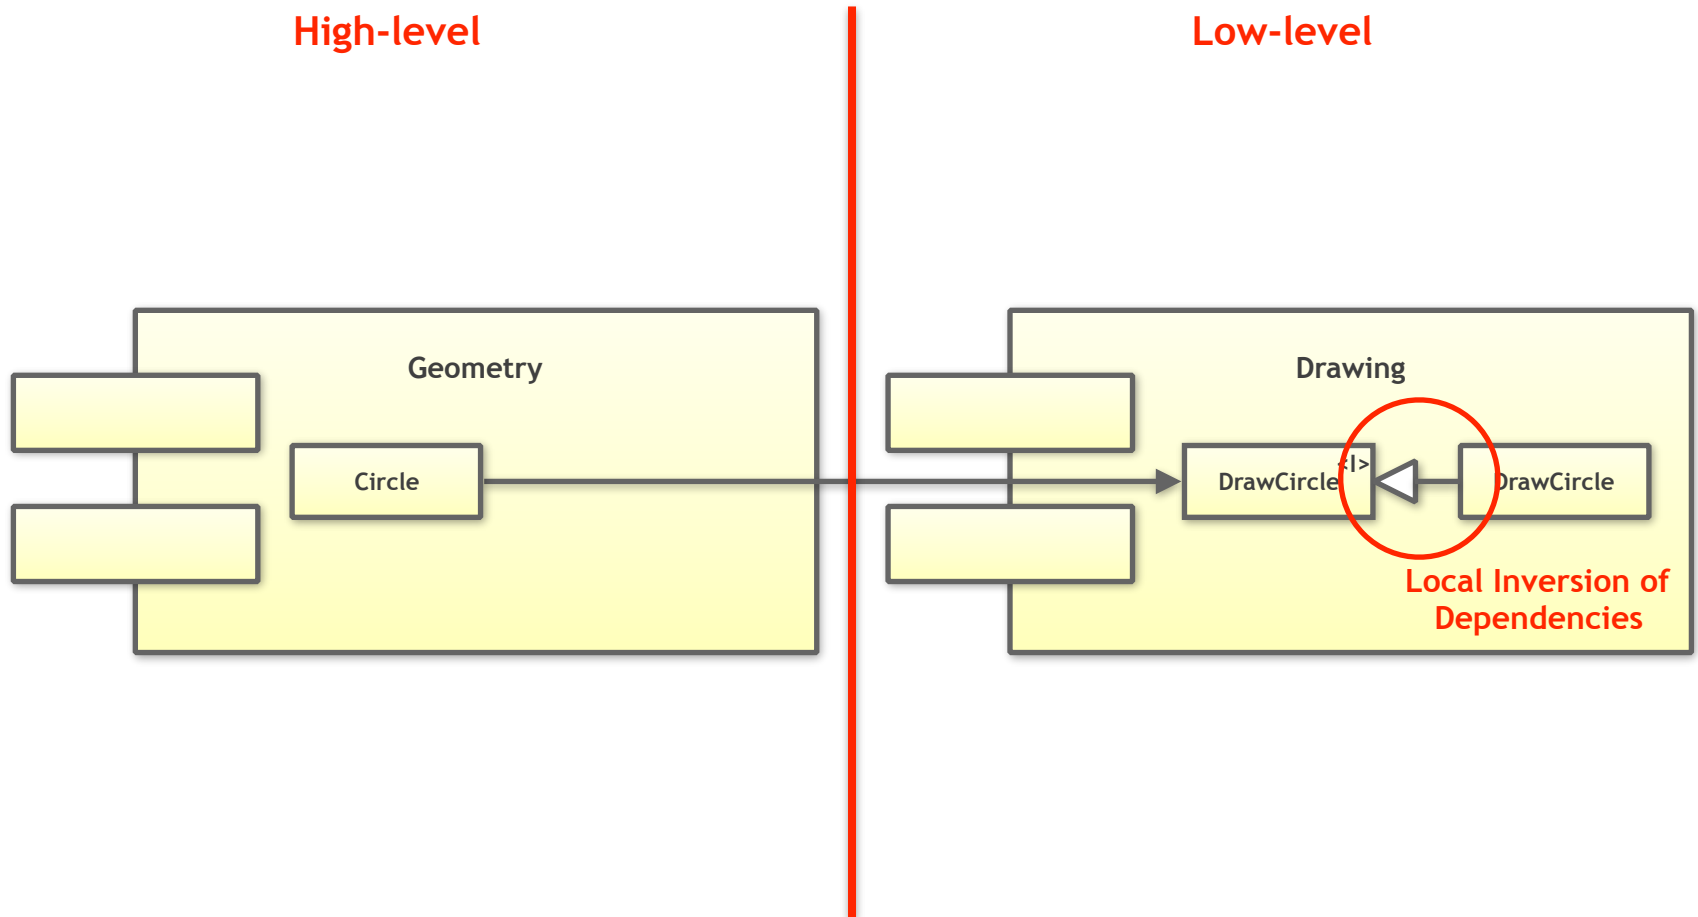 High-level
Low-level
Geometry
Drawing
Circle
DrawCircle
<I>
DrawCircle
Local Inversion of
Dependencies